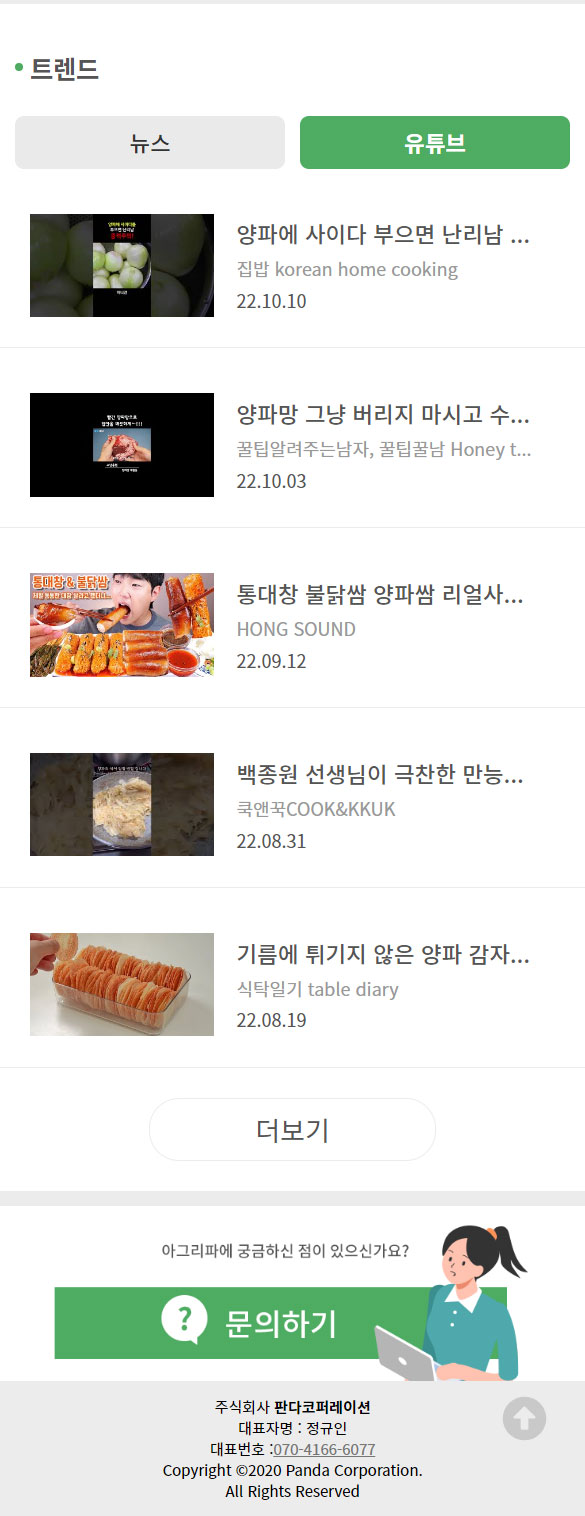 트렌드
뉴스
유튜브
양파에 사이다 부으면 난리남 ...
집밥 korean home cooking
22.10.10
양파망 그냥 버리지 마시고 수...
꿀팁알려주는남자, 꿀팁꿀남 Honey t...
22.10.03
통대창 & 불닭쌈
통대창 불닭쌈 양파쌈 리얼사...
HONG SOUND
22.09.12
백종원 선생님이 극찬한 만능...
쿡앤꾹COOK&KKUK
22.08.31
기름에 튀기지 않은 양파 감자...
식탁일기 table diary
22.08.19
더보기
아그리파에 궁금하신 점이 있으신가요?
? 문의하기
주식회사 판다코퍼레이션
대표자명 : 정규인
대표번호 :070-4166-6077
Copyright ©2020 Panda Corporation.
All Rights Reserved